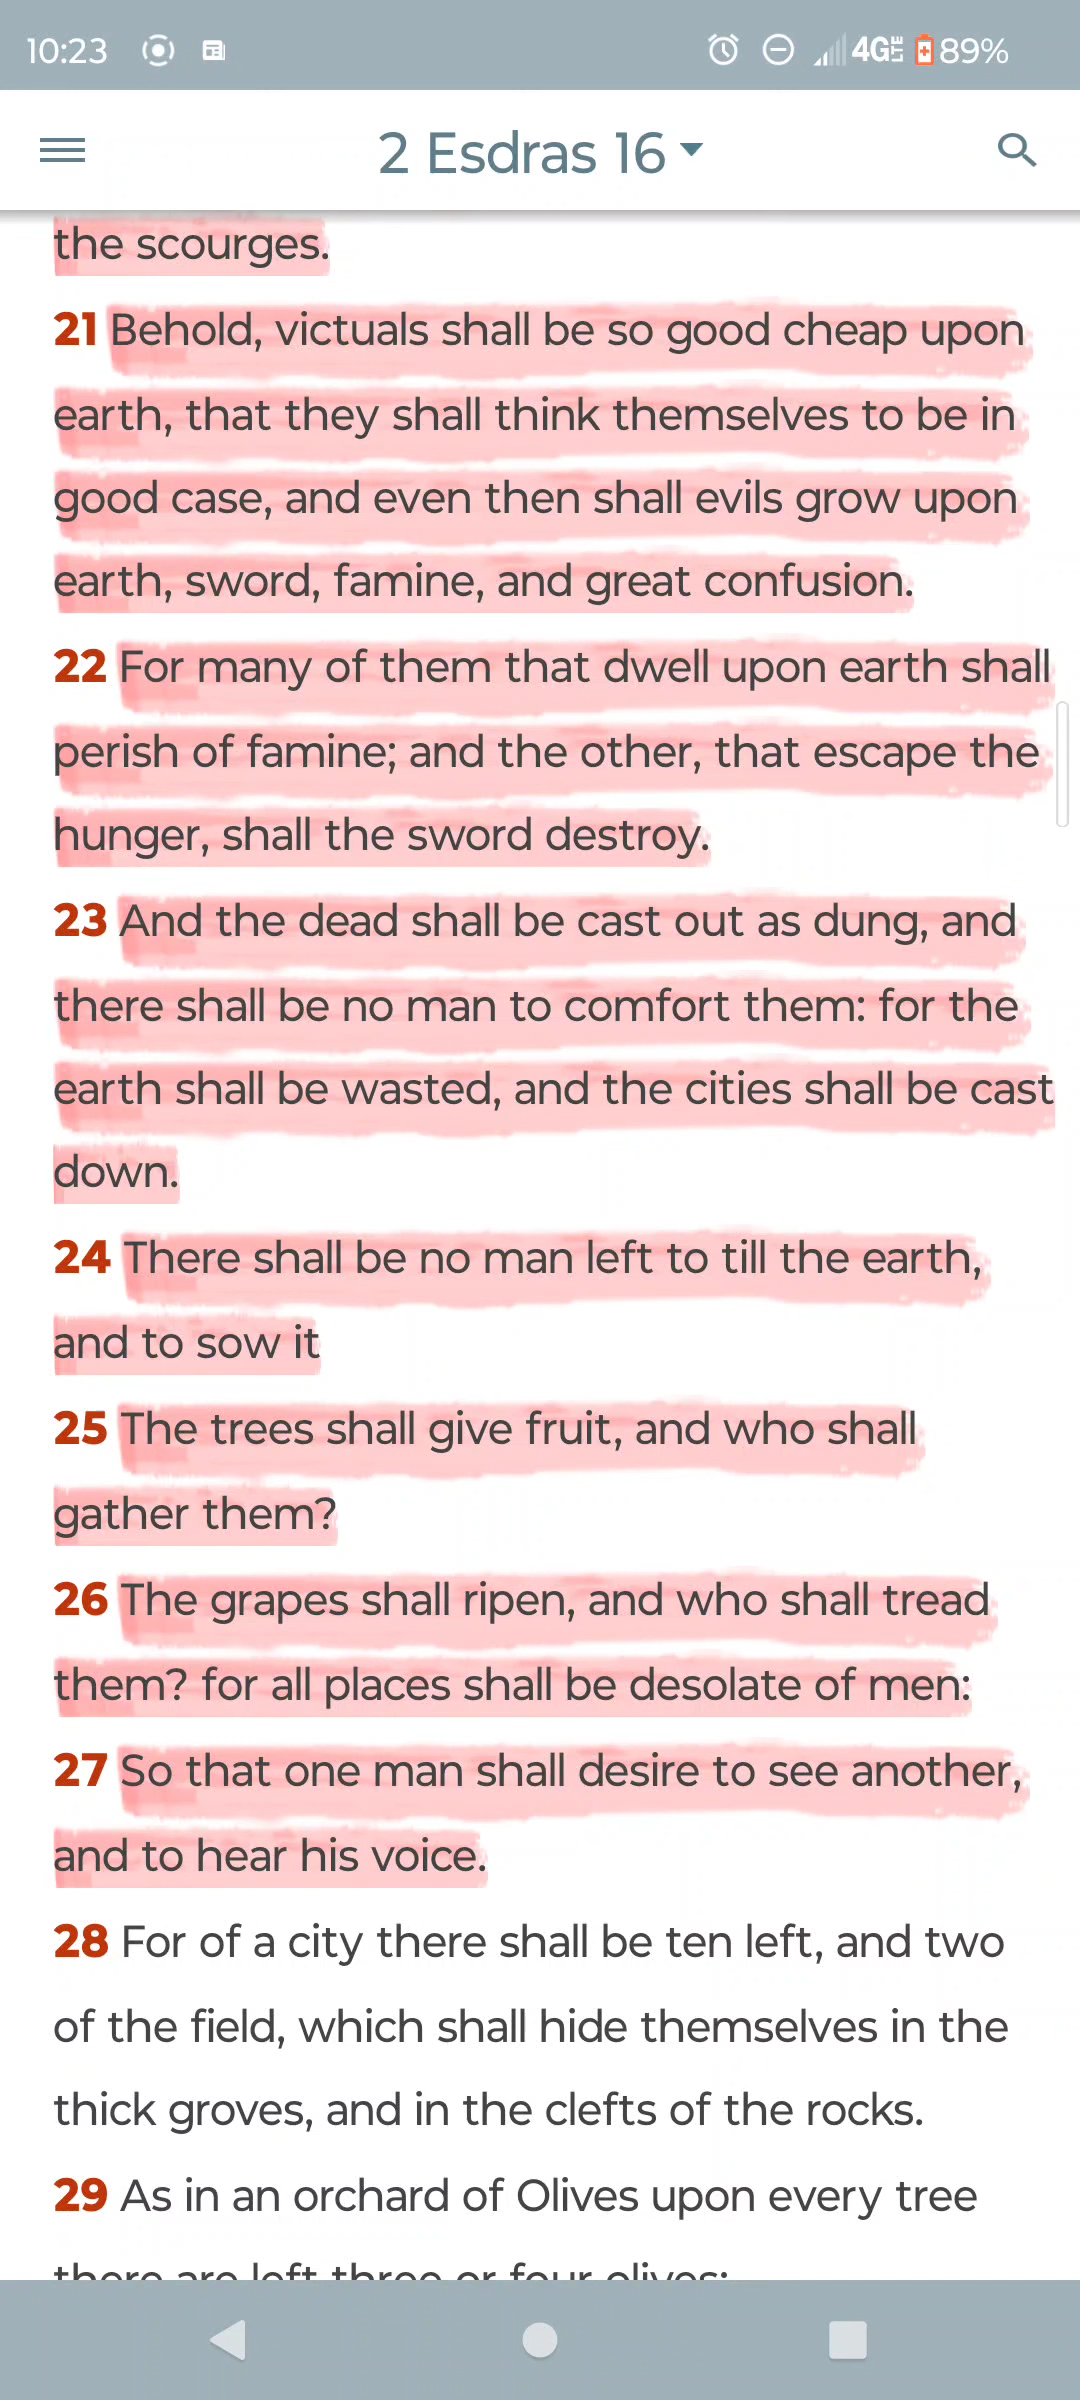 10:23
4G LTE
89%
2 Esdras 16
the scourges.
21 Behold, victuals shall be so good cheap upon
earth, that they shall think themselves to be in
good case, and even then shall evils grow upon
earth, sword, famine, and great confusion.
22 For many of them that dwell upon earth shall
perish of famine; and the other, that escape the
hunger, shall the sword destroy.
23 And the dead shall be cast out as dung, and
there shall be no man to comfort them: for the
earth shall be wasted, and the cities shall be cast
down.
24 There shall be no man left to till the earth,
and to sow it
25 The trees shall give fruit, and who shall
gather them?
26 The grapes shall ripen, and who shall tread
them? for all places shall be desolate of men:
27 So that one man shall desire to see another,
and to hear his voice.
28 For of a city there shall be ten left, and two
of the field, which shall hide themselves in the
thick groves, and in the clefts of the rocks.
29 As in an orchard of Olives upon every tree
there are left three or four olives;